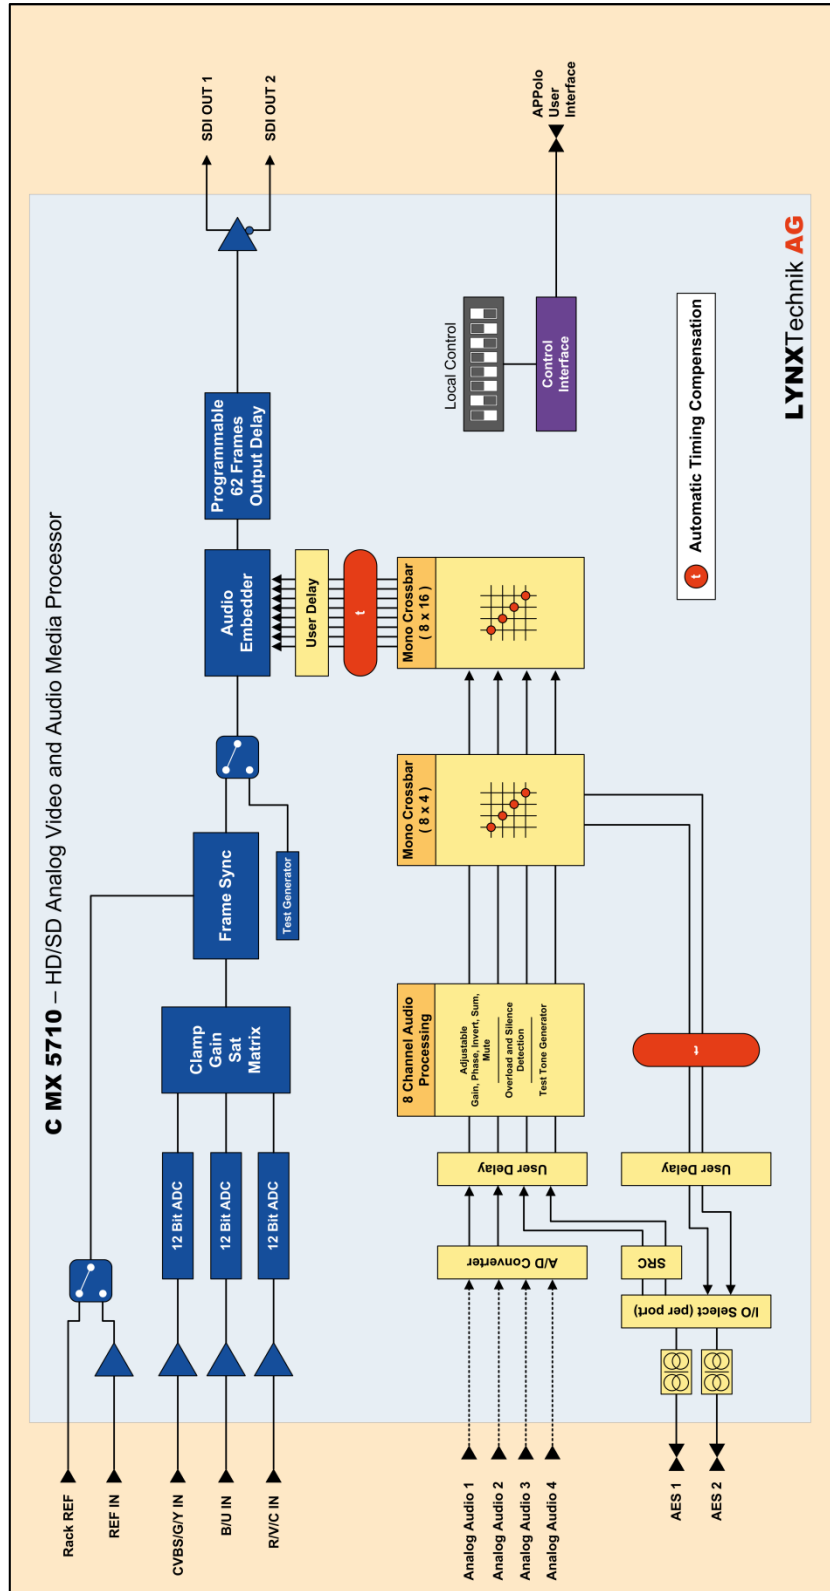 C MX 5710 – HD/SD Analog Video and Audio Media Processor
Rack REF
REF IN
CVBS/G/Y IN
B/U IN
R/V/C IN
12 Bit ADC
12 Bit ADC
12 Bit ADC
Clamp
Gain
Sat
Matrix
Frame Sync
Test Generator
Audio
Embedder
Programmable
62 Frames
Output Delay
SDI OUT 1
SDI OUT 2
User Delay
t
Analog Audio 1
Analog Audio 2
Analog Audio 3
Analog Audio 4
A/D Converter
User Delay
8 Channel Audio
Processing
Adjustable
Gain, Phase, Invert, Sum,
Mute
Overload and Silence
Detection
Test Tone Generator
Mono Crossbar
( 8 x 4 )
Mono Crossbar
( 8 x 16 )
Local Control
Control
Interface
APPolo
User
Interface
AES 1
AES 2
I/O Select (per port)
SRC
User Delay
t
t Automatic Timing Compensation
LYNXTechnik AG